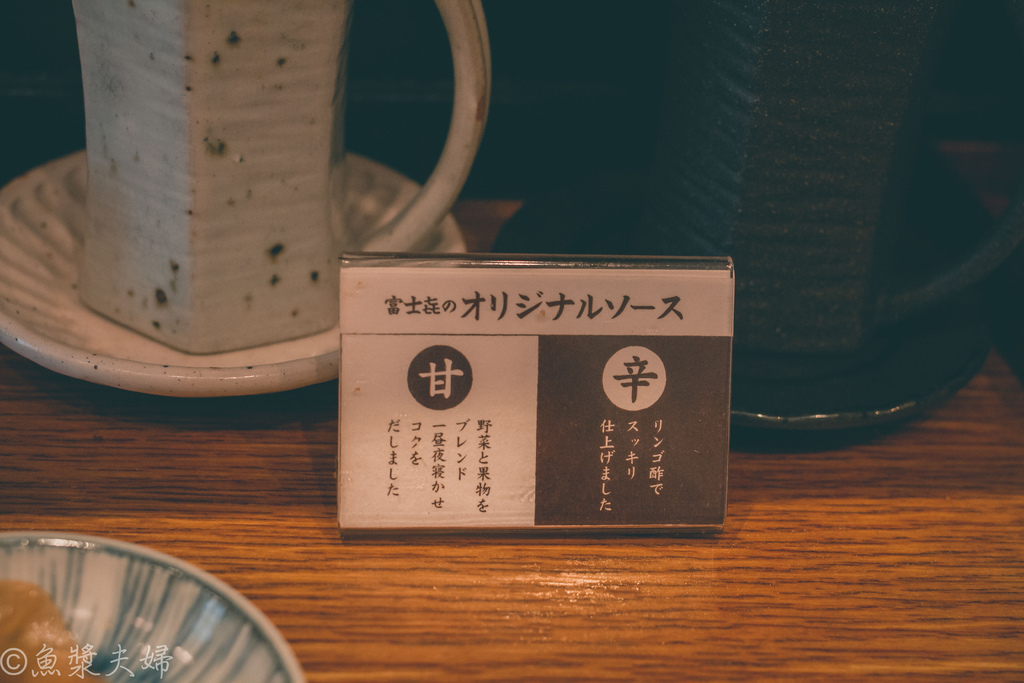 富士㐂のオリジナルソース
甘
野菜と果物を
ブレンド
一昼夜寝かせ
コクを
だしました
辛
リンゴ酢で
スッキリ
仕上げました
©魚漿夫婦